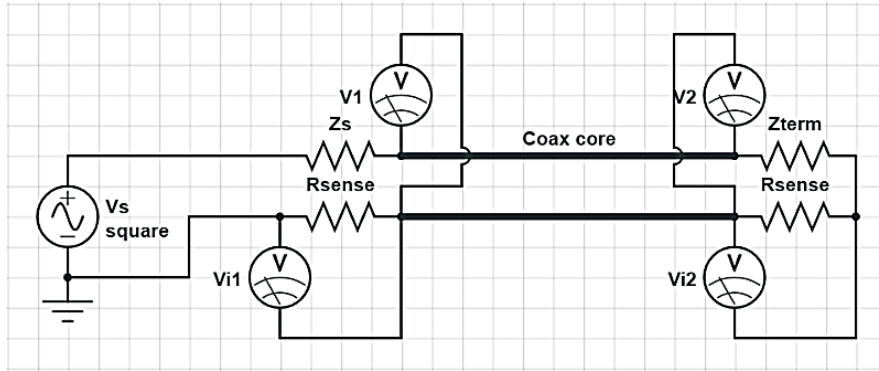 V
V
V1
V2
Zs
Zterm
Coax core
Rsense
Rsense
Vs
square
V
V
Vi1
Vi2